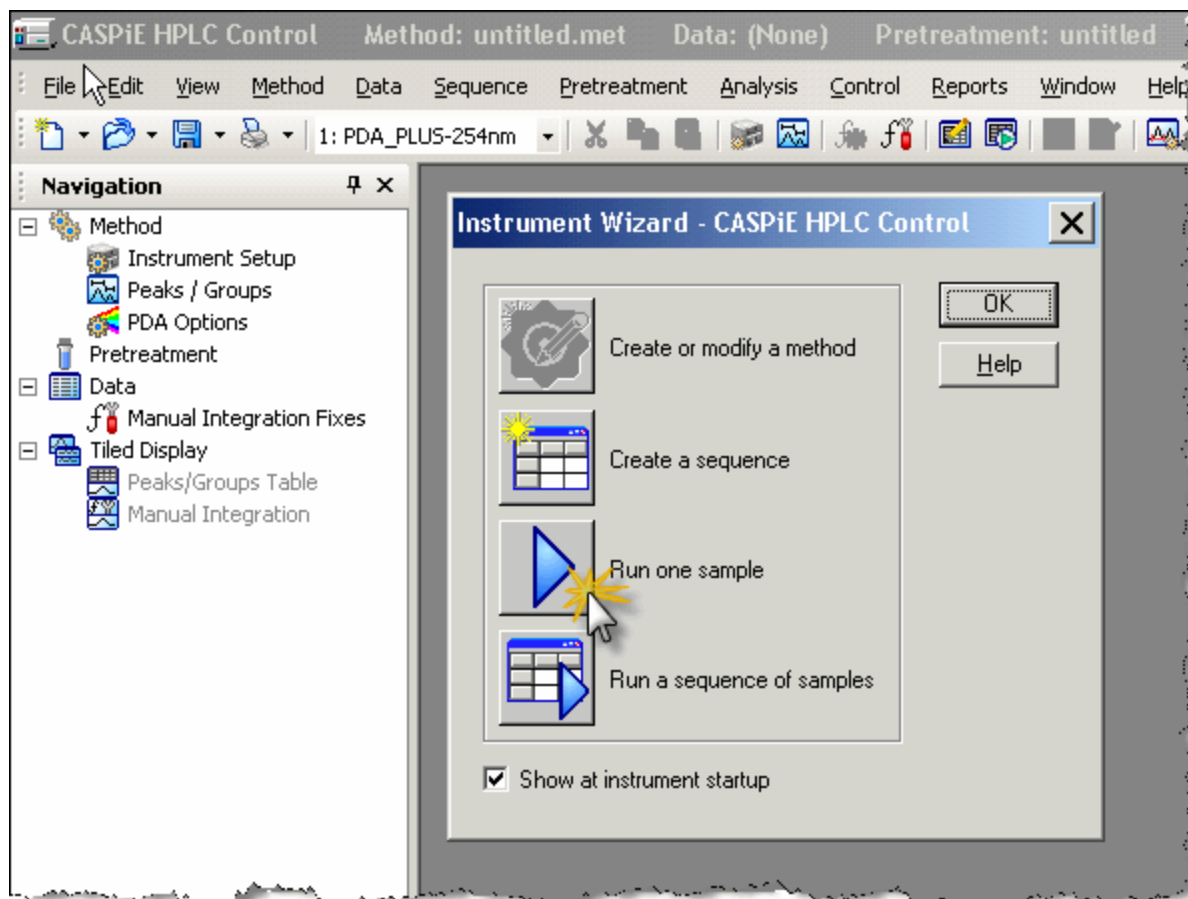 CASPiE HPLC Control Method: untitled.met Data: (None) Pretreatment: untitled
File Edit View Method Data Sequence Pretreatment Analysis Control Reports Window Help
1: PDA_PLUS-254nm
Navigation
Method
Instrument Setup
Peaks / Groups
PDA Options
Pretreatment
Data
Manual Integration Fixes
Tiled Display
Peaks/Groups Table
Manual Integration
Instrument Wizard - CASPiE HPLC Control
Create or modify a method
Create a sequence
Run one sample
Run a sequence of samples
Show at instrument startup
OK
Help